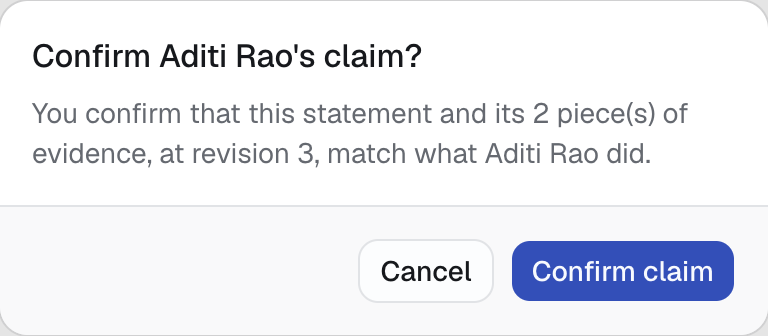 Confirm Aditi Rao's claim?
You confirm that this statement and its 2 piece(s) of
evidence, at revision 3, match what Aditi Rao did.
Cancel
Confirm claim